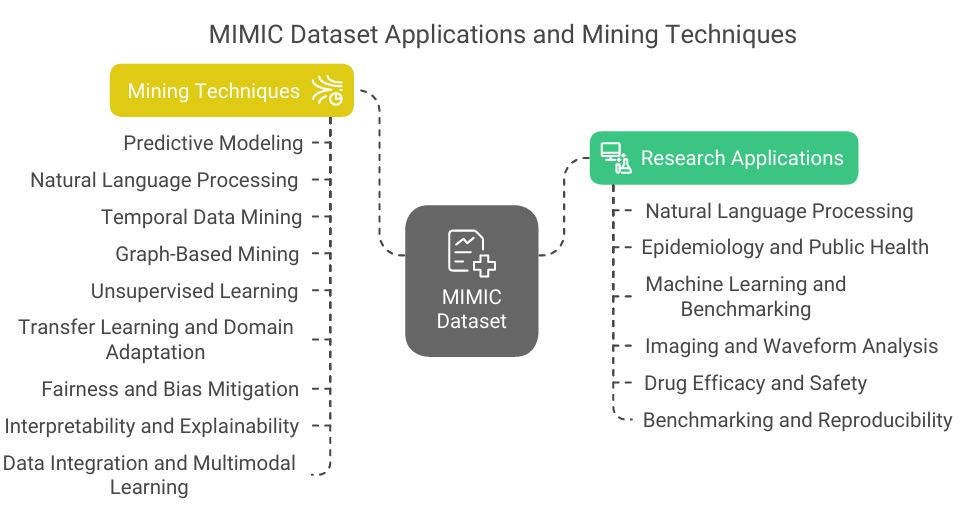 MIMIC Dataset Applications and Mining Techniques
Mining Techniques
Predictive Modeling
Natural Language Processing
Temporal Data Mining
Graph-Based Mining
Unsupervised Learning
Transfer Learning and Domain
Adaptation
Fairness and Bias Mitigation
Interpretability and Explainability
Data Integration and Multimodal
Learning
MIMIC
Dataset
Research Applications
Natural Language Processing
Epidemiology and Public Health
Machine Learning and
Benchmarking
Imaging and Waveform Analysis
Drug Efficacy and Safety
Benchmarking and Reproducibility